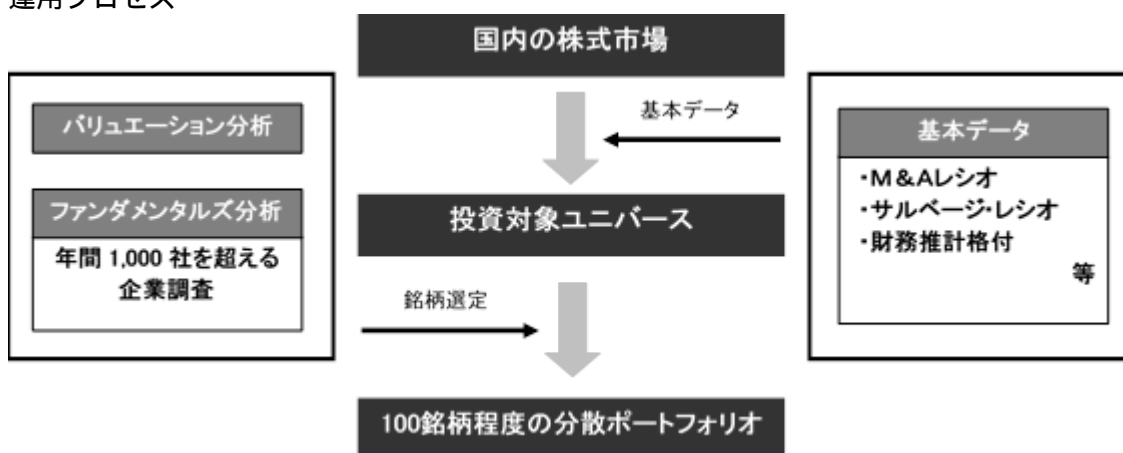 運用プロセス
国内の株式市場
基本データ
バリュエーション分析
ファンダメンタルズ分析
年間 1,000 社を超える
企業調査
基本データ
・M&Aレシオ
・サルベージ・レシオ
・財務推計格付
等
投資対象ユニバース
銘柄選定
100銘柄程度の分散ポートフォリオ